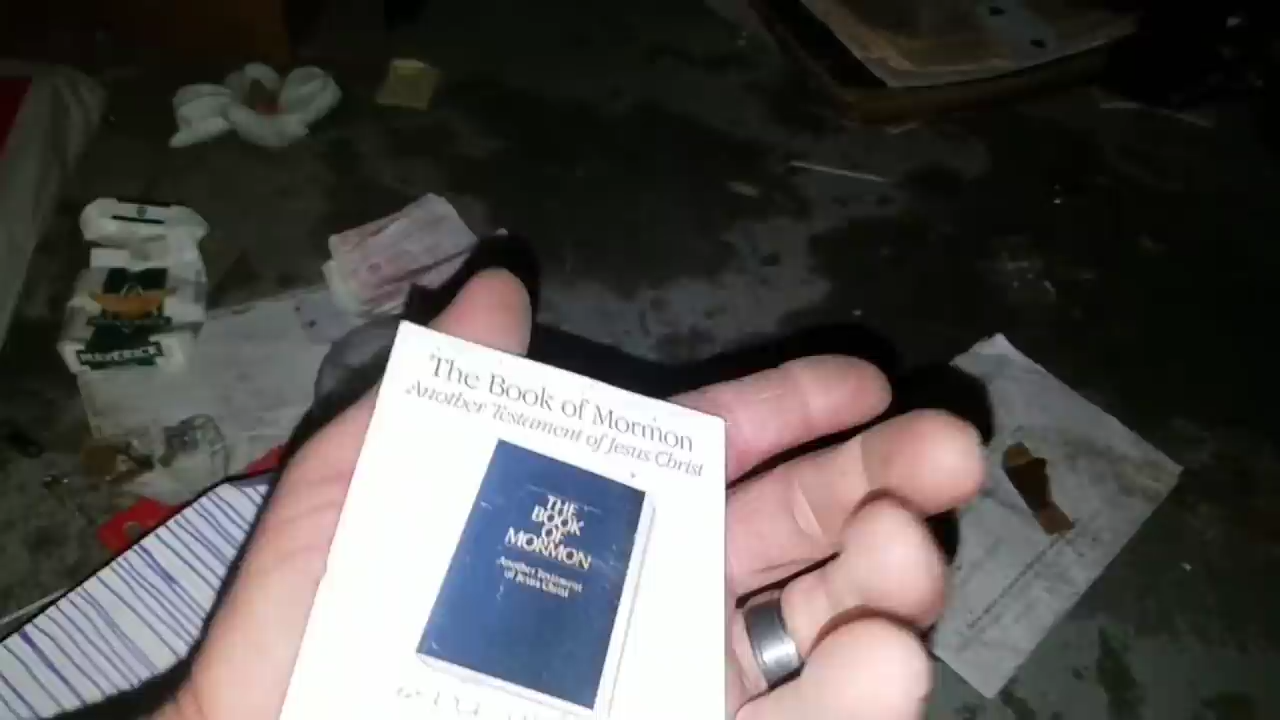 MAVERICK
The Book of Mormon
Another Testament of Jesus Christ
THE
BOOK
OF
MORMON
Another Testament
of Jesus Christ